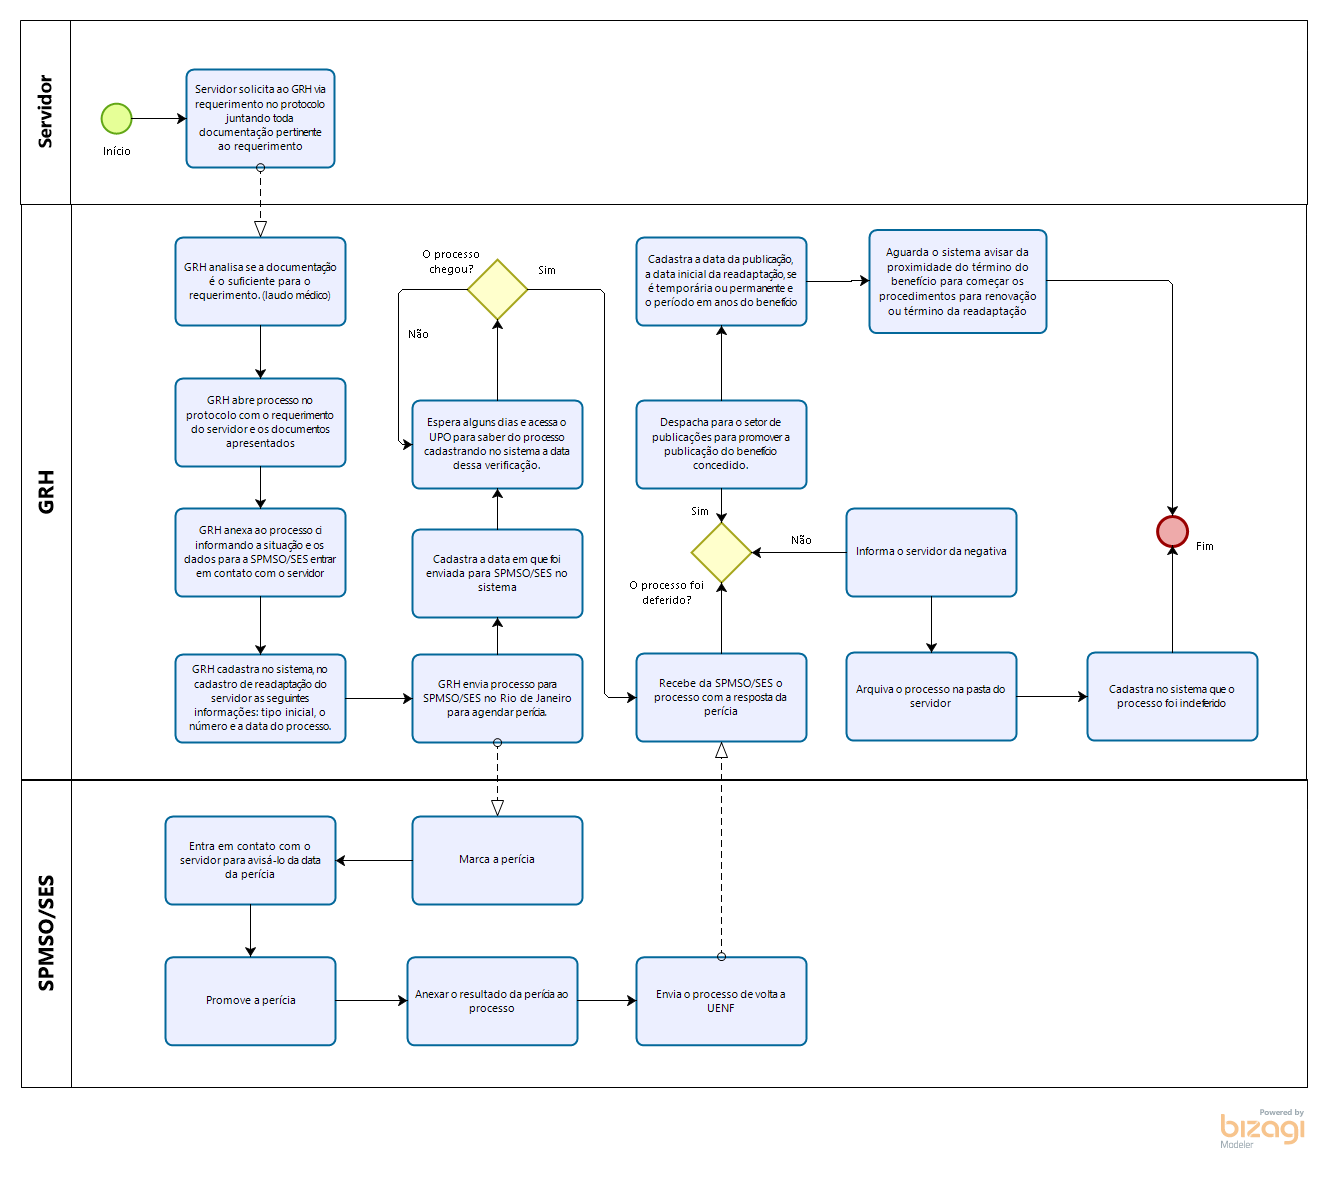 Servidor
Início
Servidor solicita ao GRH via
requerimento no protocolo
juntando toda
documentação pertinente
ao requerimento
GRH
GRH analisa se a documentação
é o suficiente para o
requerimento. (laudo médico)
GRH abre processo no
protocolo com o requerimento
do servidor e os documentos
apresentados
GRH anexa ao processo ci
informando a situação e os
dados para a SPMSO/SES entrar
em contato com o servidor
GRH cadastra no sistema, no
cadastro de readaptação do
servidor as seguintes
informações: tipo inicial, o
número e a data do processo.
GRH envia processo para
SPMSO/SES no Rio de Janeiro
para agendar perícia.
Cadastra a data em que foi
enviada para SPMSO/SES no
sistema
Espera alguns dias e acessa o
UPO para saber do processo
cadastrando no sistema a data
dessa verificação.
O processo
chegou?
Sim
Não
Recebe da SPMSO/SES o
processo com a resposta da
perícia
O processo foi
deferido?
Sim
Não
Despacha para o setor de
publicações para promover a
publicação do benefício
concedido.
Cadastra a data da publicação,
a data inicial da readaptação, se
é temporária ou permanente e
o período em anos do benefício
Aguarda o sistema avisar da
proximidade do término do
benefício para começar os
procedimentos para renovação
ou término da readaptação
Informa o servidor da negativa
Arquiva o processo na pasta do
servidor
Cadastra no sistema que o
processo foi indeferido
Fim
SPMSO/SES
Marca a perícia
Entra em contato com o
servidor para avisá-lo da data
da perícia
Promove a perícia
Anexar o resultado da perícia ao
processo
Envia o processo de volta a
UENF
Powered by
bizagi
Modeler